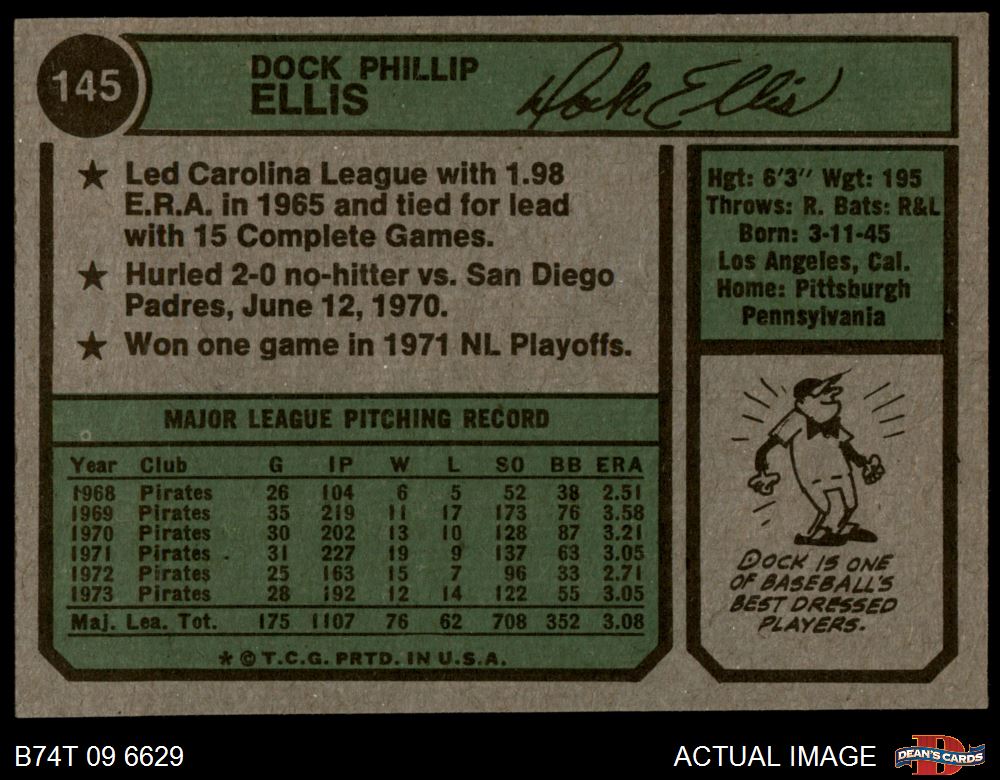 145
DOCK PHILLIP
ELLIS
Dock Ellis
★ Led Carolina League with 1.98
E.R.A. in 1965 and tied for lead
with 15 Complete Games.
★ Hurled 2-0 no-hitter vs. San Diego
Padres, June 12, 1970.
★ Won one game in 1971 NL Playoffs.
Hgt: 6'3" Wgt: 195
Throws: R. Bats: R&L
Born: 3-11-45
Los Angeles, Cal.
Home: Pittsburgh
Pennsylvania
MAJOR LEAGUE PITCHING RECORD
Year Club G IP W L SO BB ERA
1968 Pirates 26 104 6 5 52 38 2.51
1969 Pirates 35 219 11 17 173 76 3.58
1970 Pirates 30 202 13 10 128 87 3.21
1971 Pirates 31 227 19 9 137 63 3.05
1972 Pirates 25 163 15 7 96 33 2.71
1973 Pirates 28 192 12 14 122 55 3.05
Maj. Lea. Tot. 175 1107 76 62 708 352 3.08
* © T.C.G. PRTD. IN U.S.A.
DOCK IS ONE
OF BASEBALL'S
BEST DRESSED
PLAYERS.
B74T 09 6629
ACTUAL IMAGE
D
DEAN'S CARDS